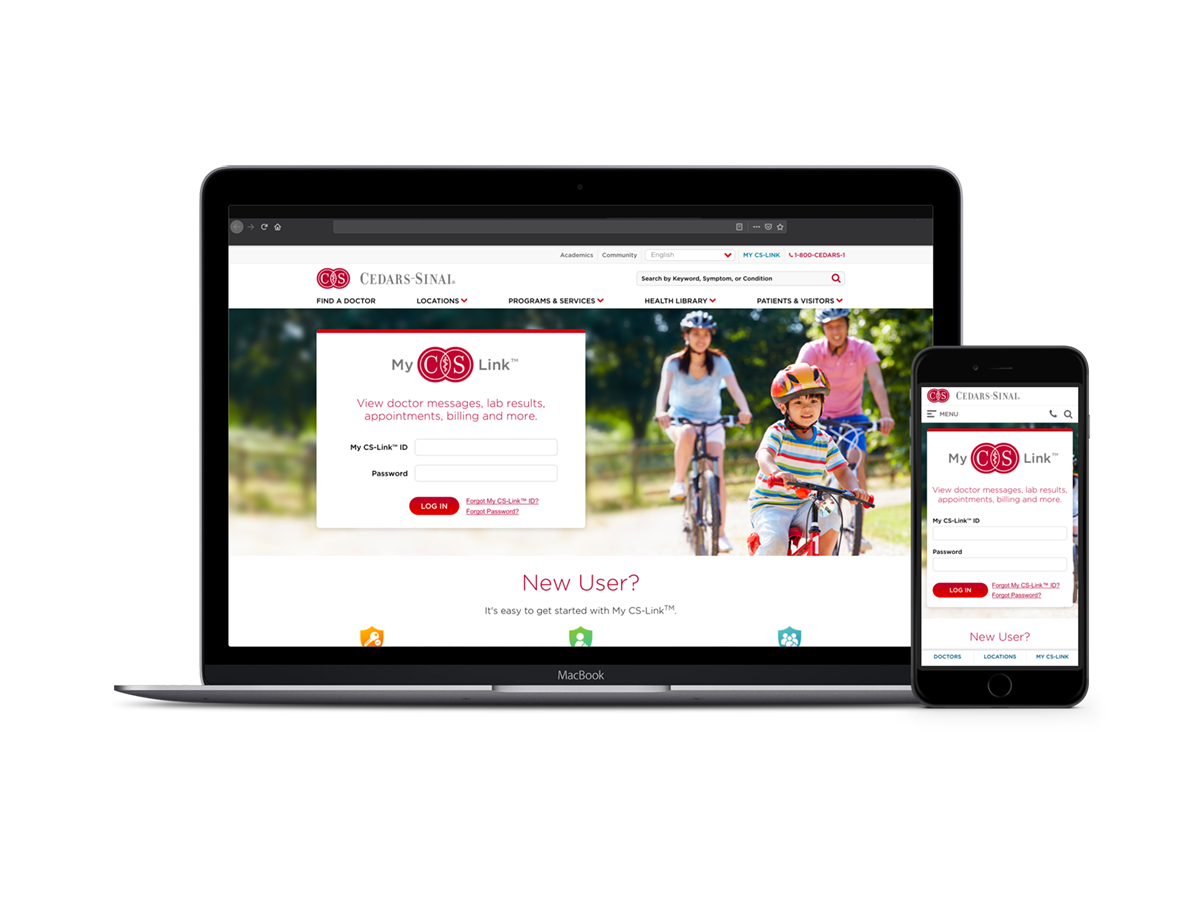 Academics
Community
English
MY CS-LINK
1-800-CEDARS-1
CS CEDARS-SINAI®
Search by Keyword, Symptom, or Condition
FIND A DOCTOR
LOCATIONS
PROGRAMS & SERVICES
HEALTH LIBRARY
PATIENTS & VISITORS
My CS Link™
View doctor messages, lab results,
appointments, billing and more.
My CS-Link™ ID
Password
LOG IN
Forgot My CS-Link™ ID?
Forgot Password?
New User?
It's easy to get started with My CS-Link™.
MacBook
CS CEDARS-SINAI
MENU
My CS Link™
View doctor messages, lab results,
appointments, billing and more.
My CS-Link™ ID
Password
LOG IN
Forgot My CS-Link™ ID?
Forgot Password?
New User?
DOCTORS
LOCATIONS
MY CS-LINK